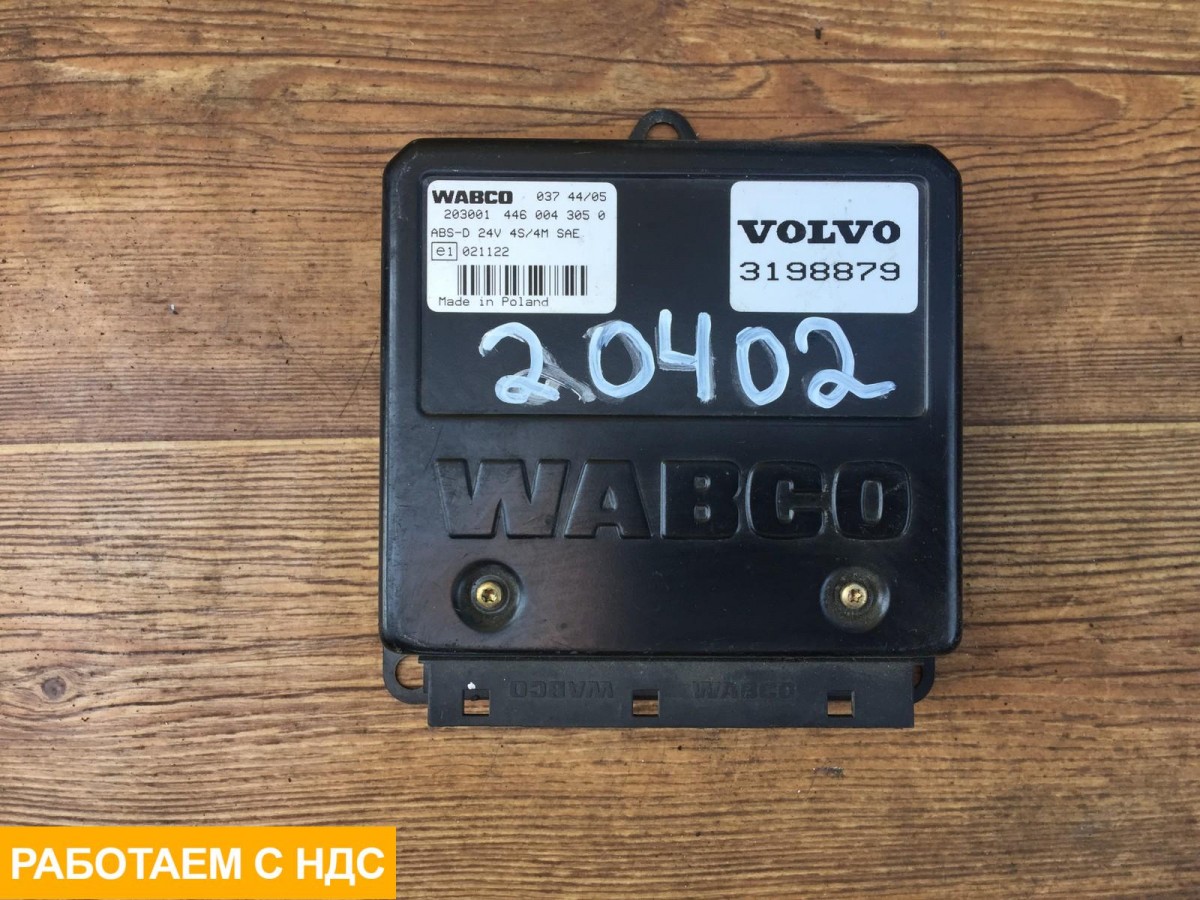 WABCO 037 44/05
203001 446 004 305 0
ABS-D 24V 4S/4M SAE
e1 021122
Made in Poland
VOLVO
3198879
20402
WABCO
WABCO WABCO
РАБОТАЕМ С НДС